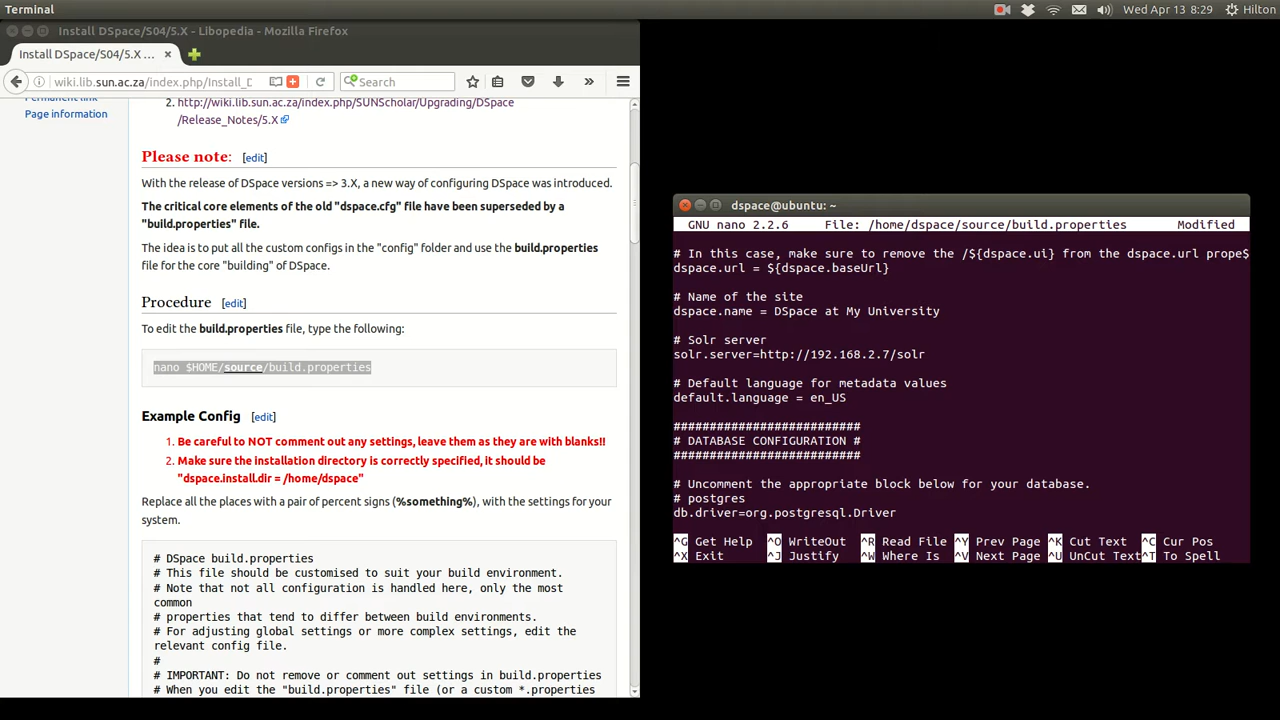 Terminal
Wed Apr 13 8:29 Hilton
Install DSpace/S04/5.X - Libopedia - Mozilla Firefox
Install DSpace/S04/5.X ...
wiki.lib.sun.ac.za/index.php/Install_D
Search
Permanent link
Page information
2. http://wiki.lib.sun.ac.za/index.php/SUNScholar/Upgrading/DSpace
/Release_Notes/5.X
Please note: [edit]
With the release of DSpace versions => 3.X, a new way of configuring DSpace was introduced.
The critical core elements of the old "dspace.cfg" file have been superseded by a
"build.properties" file.
The idea is to put all the custom configs in the "config" folder and use the build.properties
file for the core "building" of DSpace.
Procedure [edit]
To edit the build.properties file, type the following:
nano $HOME/source/build.properties
Example Config [edit]
1. Be careful to NOT comment out any settings, leave them as they are with blanks!!
2. Make sure the installation directory is correctly specified, it should be
"dspace.install.dir = /home/dspace"
Replace all the places with a pair of percent signs (%something%), with the settings for your
system.
# DSpace build.properties
# This file should be customised to suit your build environment.
# Note that not all configuration is handled here, only the most
common
# properties that tend to differ between build environments.
# For adjusting global settings or more complex settings, edit the
relevant config file.
#
# IMPORTANT: Do not remove or comment out settings in build.properties
# When you edit the "build.properties" file (or a custom *.properties
dspace@ubuntu: ~
GNU nano 2.2.6 File: /home/dspace/source/build.properties Modified
# In this case, make sure to remove the /${dspace.ui} from the dspace.url prope$
dspace.url = ${dspace.baseUrl}
# Name of the site
dspace.name = DSpace at My University
# Solr server
solr.server=http://192.168.2.7/solr
# Default language for metadata values
default.language = en_US
##########################
# DATABASE CONFIGURATION #
##########################
# Uncomment the appropriate block below for your database.
# postgres
db.driver=org.postgresql.Driver
^G Get Help ^O WriteOut ^R Read File ^Y Prev Page ^K Cut Text ^C Cur Pos
^X Exit ^J Justify ^W Where Is ^V Next Page ^U UnCut Text ^T To Spell